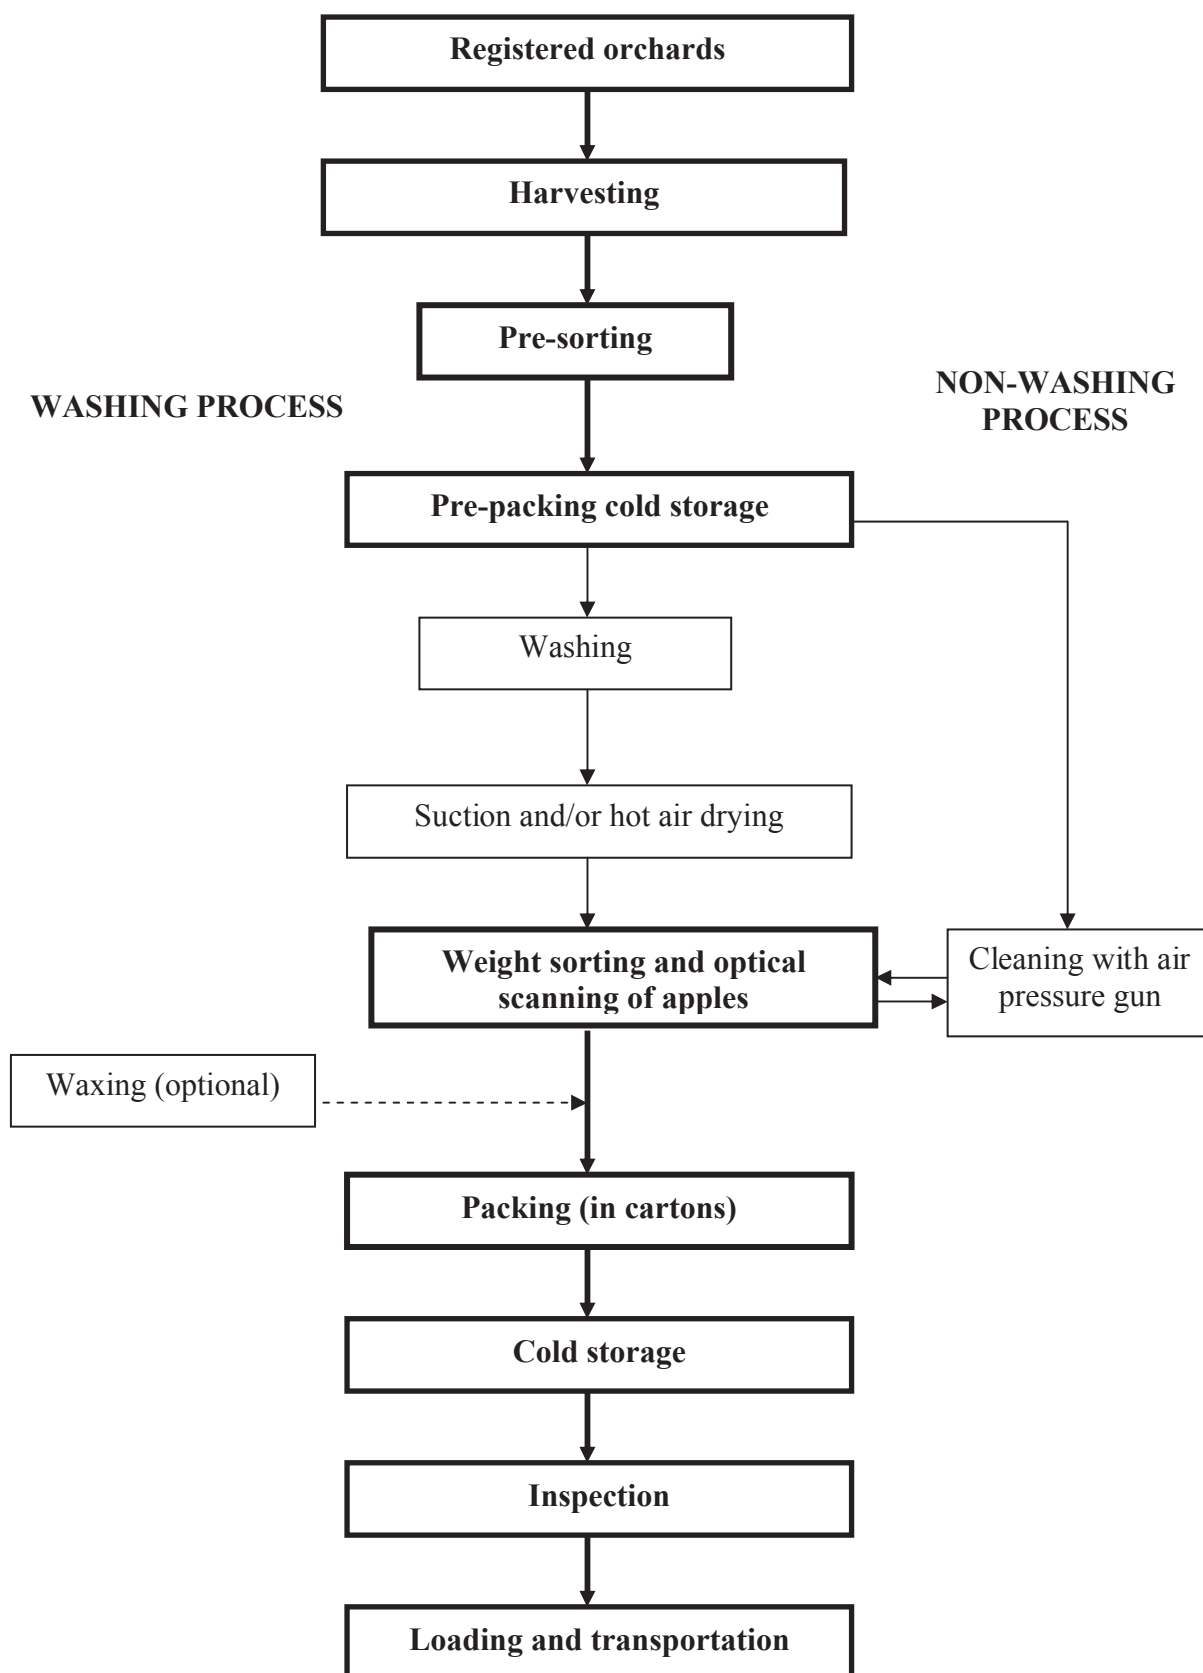 Registered orchards
Harvesting
Pre-sorting
WASHING PROCESS
NON-WASHING
PROCESS
Pre-packing cold storage
Washing
Suction and/or hot air drying
Weight sorting and optical
scanning of apples
Cleaning with air
pressure gun
Waxing (optional)
Packing (in cartons)
Cold storage
Inspection
Loading and transportation